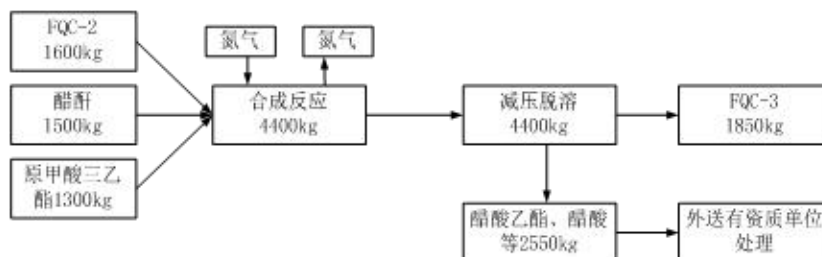 FQC-2
1600kg
醋酐
1500kg
原甲酸三乙
酯1300kg
氮气
氮气
合成反应
4400kg
减压脱溶
4400kg
FQC-3
1850kg
醋酸乙酯、醋酸
等2550kg
外送有资质单位
处理